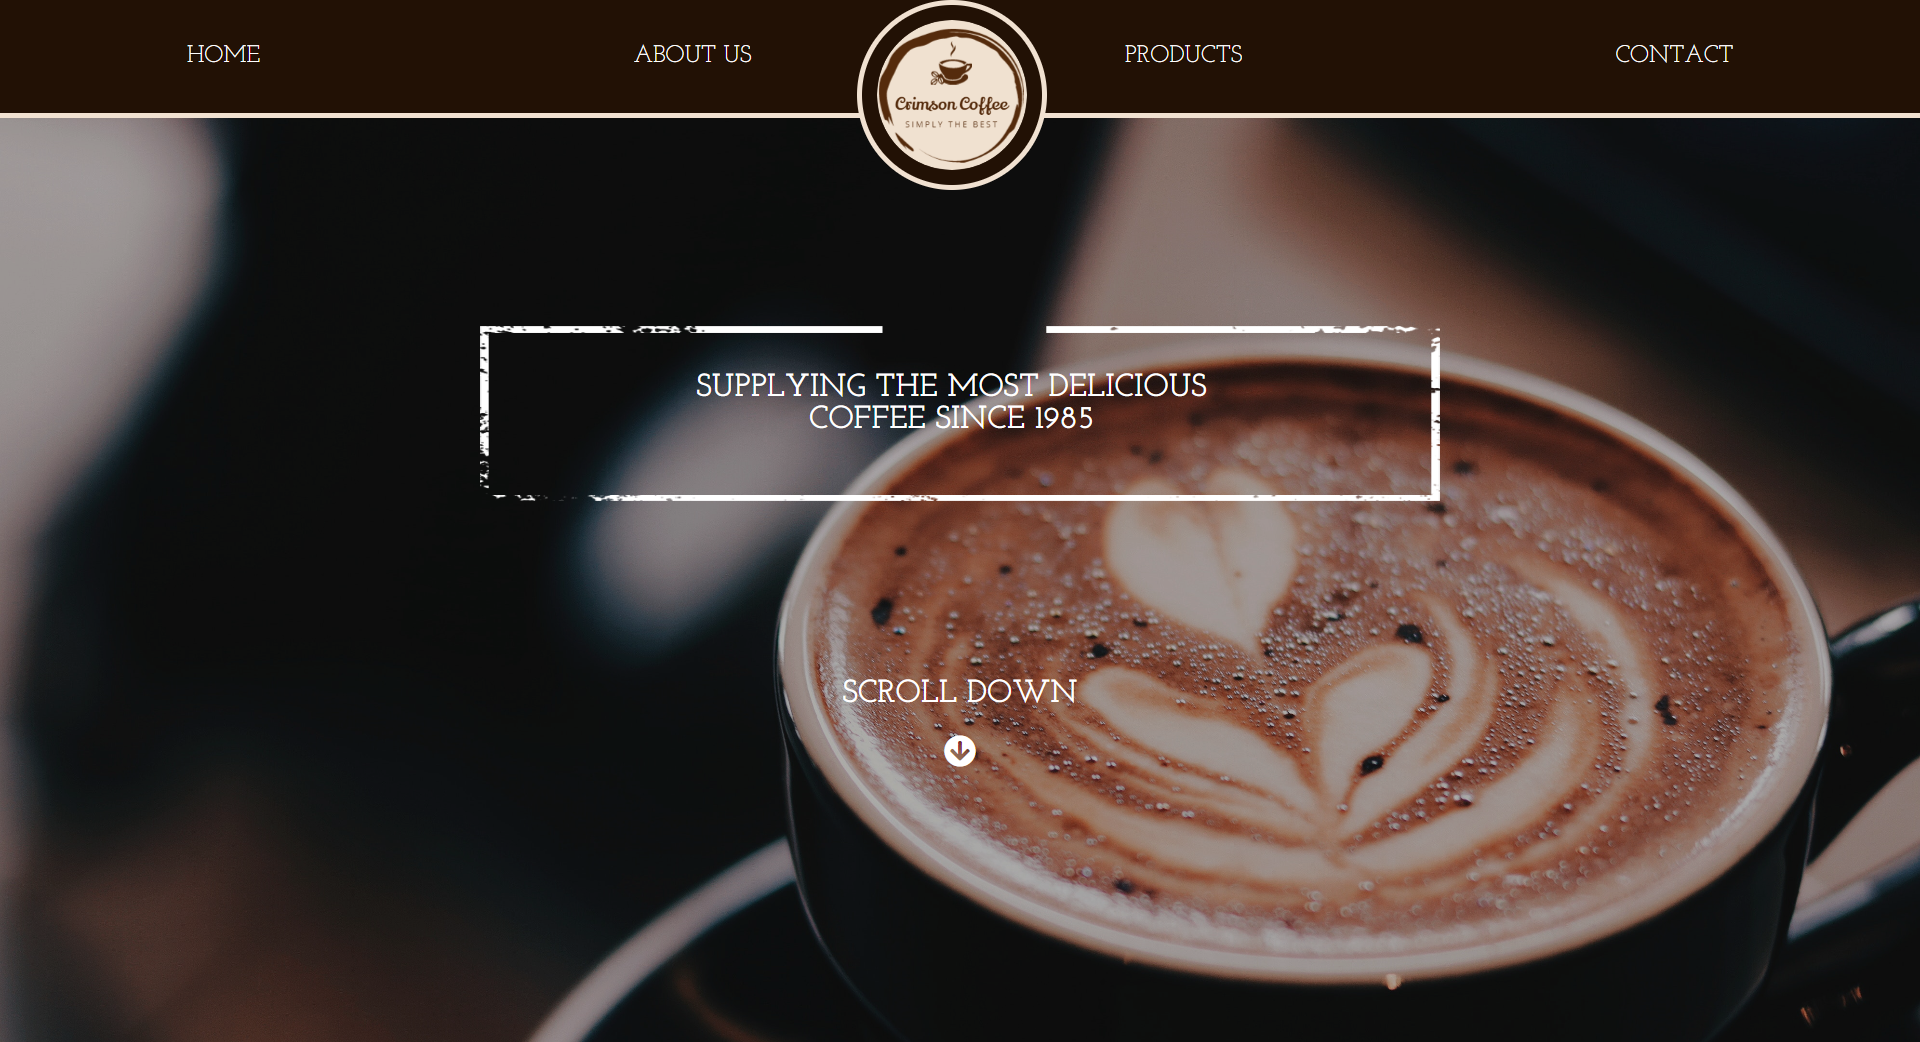 HOME
ABOUT US
PRODUCTS
CONTACT
Crimson Coffee
SIMPLY THE BEST
SUPPLYING THE MOST DELICIOUS
COFFEE SINCE 1985
SCROLL DOWN